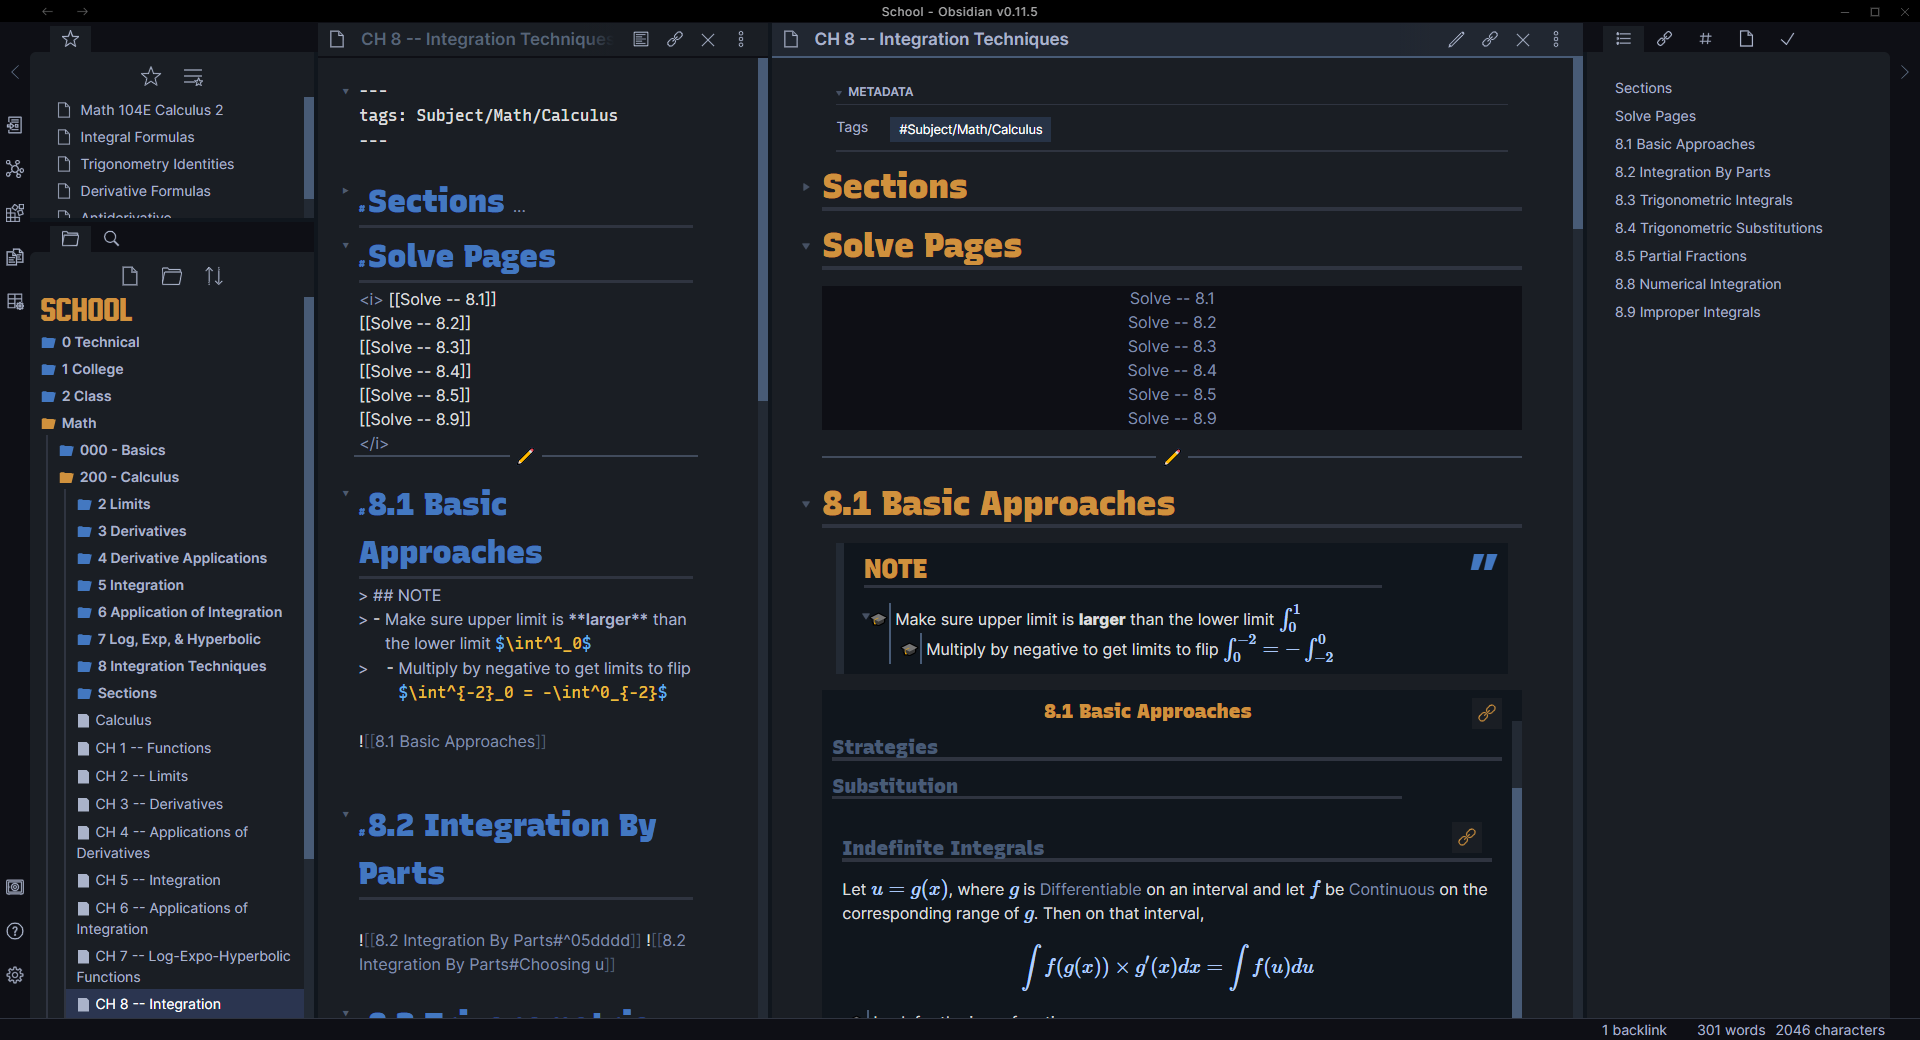 School - Obsidian v0.11.5
Math 104E Calculus 2
Integral Formulas
Trigonometry Identities
Derivative Formulas
Antiderivative
SCHOOL
0 Technical
1 College
2 Class
Math
000 - Basics
200 - Calculus
2 Limits
3 Derivatives
4 Derivative Applications
5 Integration
6 Application of Integration
7 Log, Exp, & Hyperbolic
8 Integration Techniques
Sections
Calculus
CH 1 -- Functions
CH 2 -- Limits
CH 3 -- Derivatives
CH 4 -- Applications of
Derivatives
CH 5 -- Integration
CH 6 -- Applications of
Integration
CH 7 -- Log-Expo-Hyperbolic
Functions
CH 8 -- Integration
CH 8 -- Integration Techniques
---
tags: Subject/Math/Calculus
---
# Sections ...
# Solve Pages
<i> [[Solve -- 8.1]]
[[Solve -- 8.2]]
[[Solve -- 8.3]]
[[Solve -- 8.4]]
[[Solve -- 8.5]]
[[Solve -- 8.9]]
</i>
# 8.1 Basic
Approaches
> ## NOTE
> - Make sure upper limit is **larger** than
the lower limit $\int^1_0$
> - Multiply by negative to get limits to flip
$\int^{-2}_0 = -\int^0_{-2}$
![[8.1 Basic Approaches]]
# 8.2 Integration By
Parts
![[8.2 Integration By Parts#^05dddd]] ![[8.2
Integration By Parts#Choosing u]]
CH 8 -- Integration Techniques
METADATA
Tags #Subject/Math/Calculus
Sections
Solve Pages
Solve -- 8.1
Solve -- 8.2
Solve -- 8.3
Solve -- 8.4
Solve -- 8.5
Solve -- 8.9
8.1 Basic Approaches
NOTE
Make sure upper limit is larger than the lower limit ∫₀¹
Multiply by negative to get limits to flip ∫₀⁻² = − ∫₋₂⁰
8.1 Basic Approaches
Strategies
Substitution
Indefinite Integrals
Let u = g(x), where g is Differentiable on an interval and let f be Continuous on the
corresponding range of g. Then on that interval,
∫ f(g(x)) × g′(x)dx = ∫ f(u)du
Sections
Solve Pages
8.1 Basic Approaches
8.2 Integration By Parts
8.3 Trigonometric Integrals
8.4 Trigonometric Substitutions
8.5 Partial Fractions
8.8 Numerical Integration
8.9 Improper Integrals
1 backlink 301 words 2046 characters